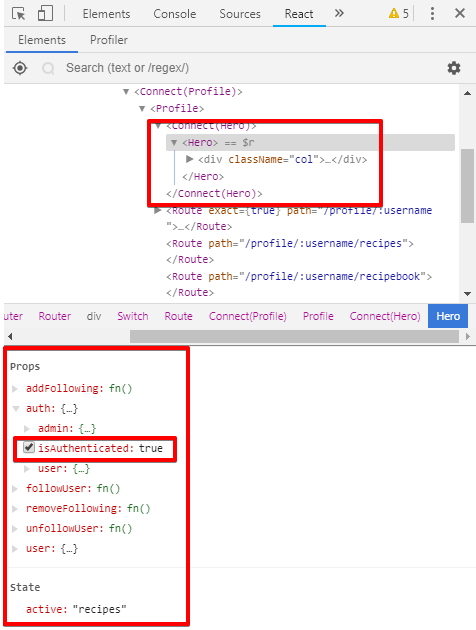 Elements Console Sources React » 5
Elements Profiler
Search (text or /regex/)
▼ <Connect(Profile)>
▼ <Profile>
▼ <Connect(Hero)>
▼ <Hero> == $r
▶ <div className="col">…</div>
</Hero>
</Connect(Hero)>
▶ <Route exact={true} path="/profile/:username
">…</Route>
<Route path="/profile/:username/recipes">
</Route>
<Route path="/profile/:username/recipebook">
</Route>
uter Router div Switch Route Connect(Profile) Profile Connect(Hero) Hero
Props
addFollowing: fn()
auth: {…}
admin: {…}
isAuthenticated: true
user: {…}
followUser: fn()
removeFollowing: fn()
unfollowUser: fn()
user: {…}
State
active: "recipes"